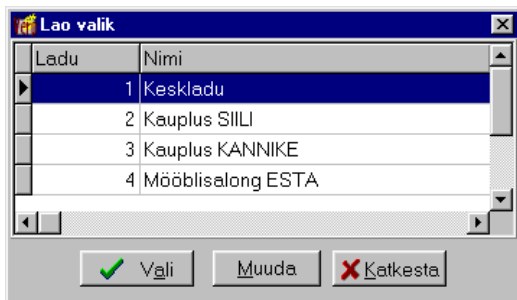 Lao valik
Ladu Nimi
1 Keskladu
2 Kauplus SIILI
3 Kauplus KANNIKE
4 Mööblisalong ESTA
Vali Muuda Katkesta